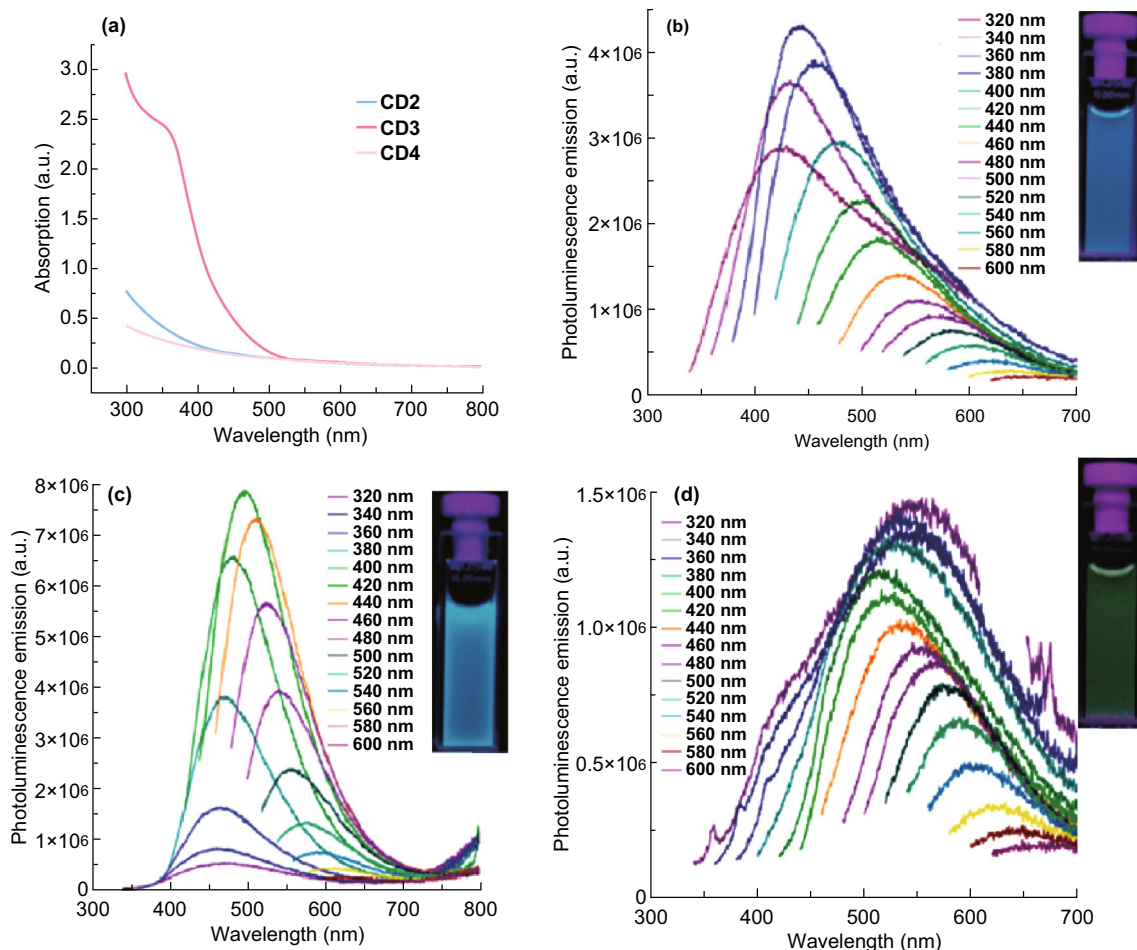 (a)
Absorption (a.u.)
3.0
2.5
2.0
1.5
1.0
0.5
0.0
CD2
CD3
CD4
300 400 500 600 700 800
Wavelength (nm)
(b)
Photoluminescence emission (a.u.)
4×10⁶
3×10⁶
2×10⁶
1×10⁶
0
320 nm
340 nm
360 nm
380 nm
400 nm
420 nm
440 nm
460 nm
480 nm
500 nm
520 nm
540 nm
560 nm
580 nm
600 nm
300 400 500 600 700
Wavelength (nm)
(c)
Photoluminescence emission (a.u.)
8×10⁶
7×10⁶
6×10⁶
5×10⁶
4×10⁶
3×10⁶
2×10⁶
1×10⁶
0
320 nm
340 nm
360 nm
380 nm
400 nm
420 nm
440 nm
460 nm
480 nm
500 nm
520 nm
540 nm
560 nm
580 nm
600 nm
300 400 500 600 700 800
Wavelength (nm)
(d)
Photoluminescence emission (a.u.)
1.5×10⁶
1.0×10⁶
0.5×10⁶
0
320 nm
340 nm
360 nm
380 nm
400 nm
420 nm
440 nm
460 nm
480 nm
500 nm
520 nm
540 nm
560 nm
580 nm
600 nm
300 400 500 600 700
Wavelength (nm)